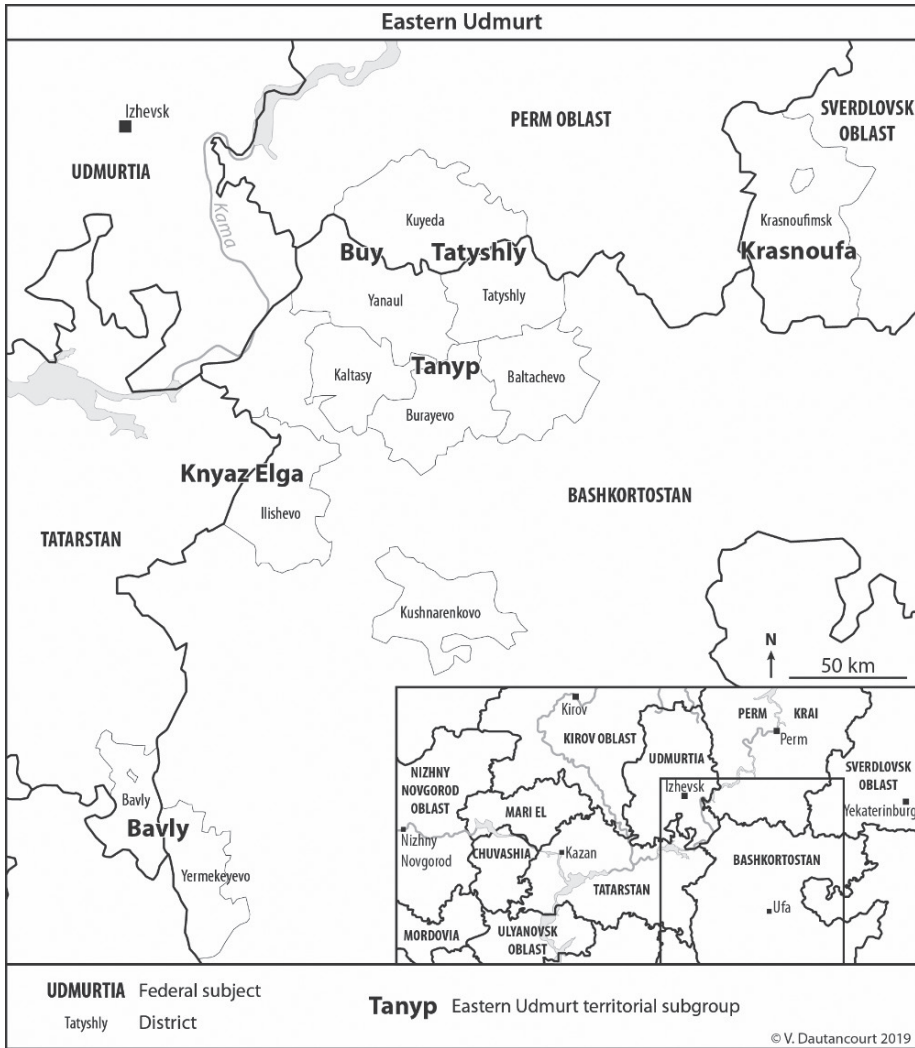 Eastern Udmurt
Izhevsk
UDMURTIA
Kama
PERM OBLAST
SVERDLOVSK
OBLAST
Kuyeda
Krasnoufimsk
Krasnoufa
Buy
Tatyshly
Yanaul
Tatyshly
Kaltasy
Tanyp
Baltachevo
Burayevo
Knyaz Elga
Ilishevo
BASHKORTOSTAN
TATARSTAN
Kushnarenkovo
N
50 km
Bavly
Bavly
Yermekeyevo
Kirov
KIROV OBLAST
PERM KRAI
Perm
UDMURTIA
NIZHNY
NOVGOROD
OBLAST
Izhevsk
SVERDLOVSK
OBLAST
MARI EL
Yekaterinburg
Nizhny
Novgorod
CHUVASHIA
Kazan
BASHKORTOSTAN
TATARSTAN
Ufa
MORDOVIA
ULYANOVSK
OBLAST
UDMURTIA Federal subject
Tatyshly District
Tanyp Eastern Udmurt territorial subgroup
© V. Dautancourt 2019